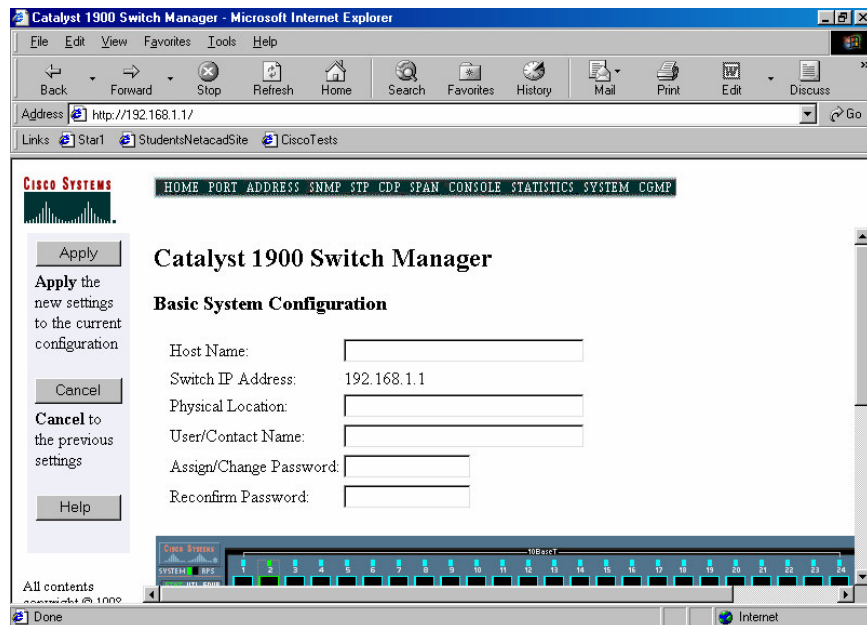 Catalyst 1900 Switch Manager - Microsoft Internet Explorer
File Edit View Favorites Tools Help
Back Forward Stop Refresh Home Search Favorites History Mail Print Edit Discuss
Address http://192.168.1.1/ Go
Links Star1 StudentsNetacadSite CiscoTests
CISCO SYSTEMS
HOME PORT ADDRESS SNMP STP CDP SPAN CONSOLE STATISTICS SYSTEM CGMP
Apply
Apply the
new settings
to the current
configuration
Cancel
Cancel to
the previous
settings
Help
All contents
copyright © 1998
Catalyst 1900 Switch Manager
Basic System Configuration
Host Name:
Switch IP Address: 192.168.1.1
Physical Location:
User/Contact Name:
Assign/Change Password:
Reconfirm Password:
CISCO SYSTEMS
10BaseT
SYSTEM RPS
1 2 3 4 5 6 7 8 9 10 11 12 13 14 15 16 17 18 19 20 21 22 23 24
Done Internet